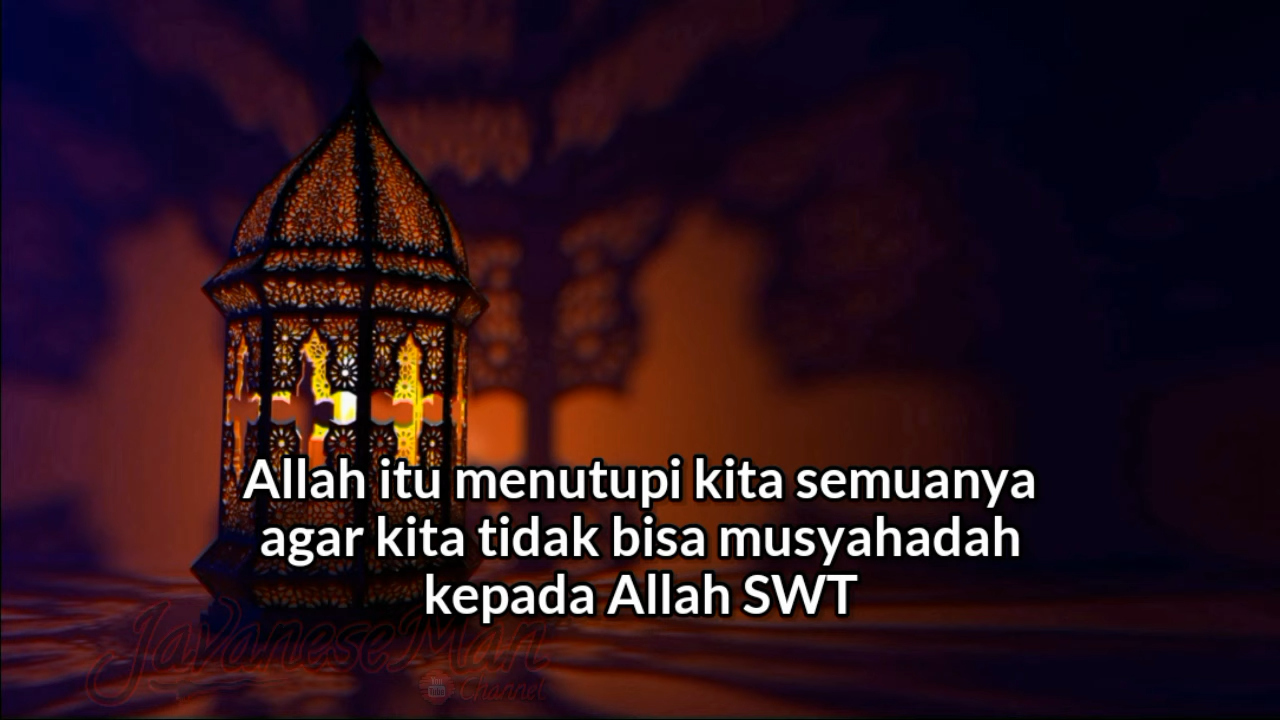 Allah itu menutupi kita semuanya
agar kita tidak bisa musyahadah
kepada Allah SWT
JavaneseMan
Channel